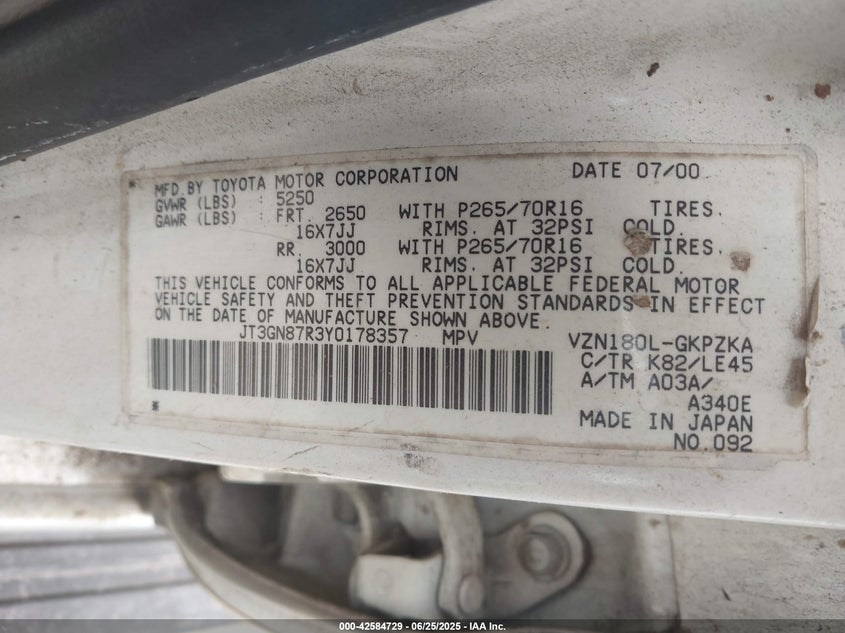 MFD.BY TOYOTA MOTOR CORPORATION DATE 07/00
GVWR (LBS) : 5250
GAWR (LBS) : FRT. 2650 WITH P265/70R16 TIRES.
16X7JJ RIMS. AT 32PSI COLD.
RR. 3000 WITH P265/70R16 TIRES.
16X7JJ RIMS. AT 32PSI COLD.
THIS VEHICLE CONFORMS TO ALL APPLICABLE FEDERAL MOTOR
VEHICLE SAFETY AND THEFT PREVENTION STANDARDS IN EFFECT
ON THE DATE OF MANUFACTURE SHOWN ABOVE.
JT3GN87R3Y0178357 MPV VZN180L-GKPZKA
C/TR K82/LE45
A/TM A03A/
A340E
MADE IN JAPAN
NO.092
000-42584729 - 06/25/2025 - IAA Inc.